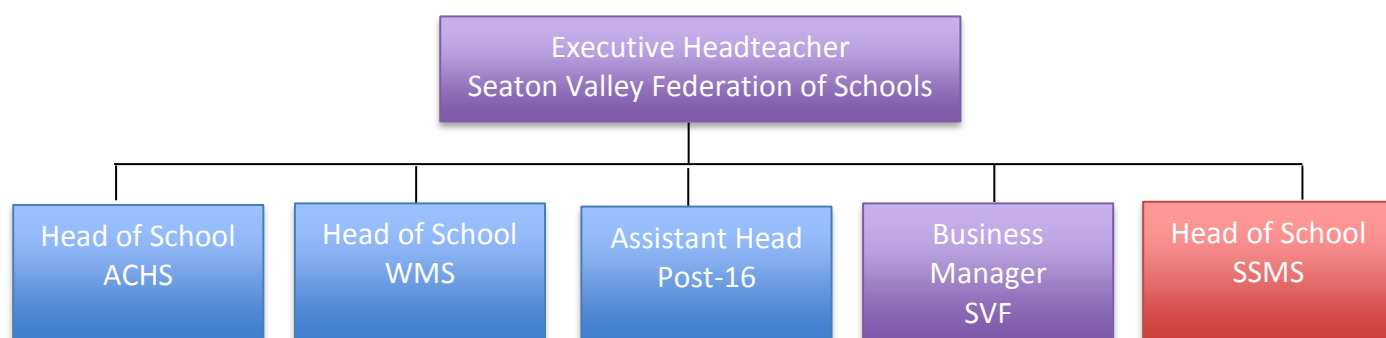 Executive Headteacher
Seaton Valley Federation of Schools
Head of School
ACHS
Head of School
WMS
Assistant Head
Post-16
Business
Manager
SVF
Head of School
SSMS